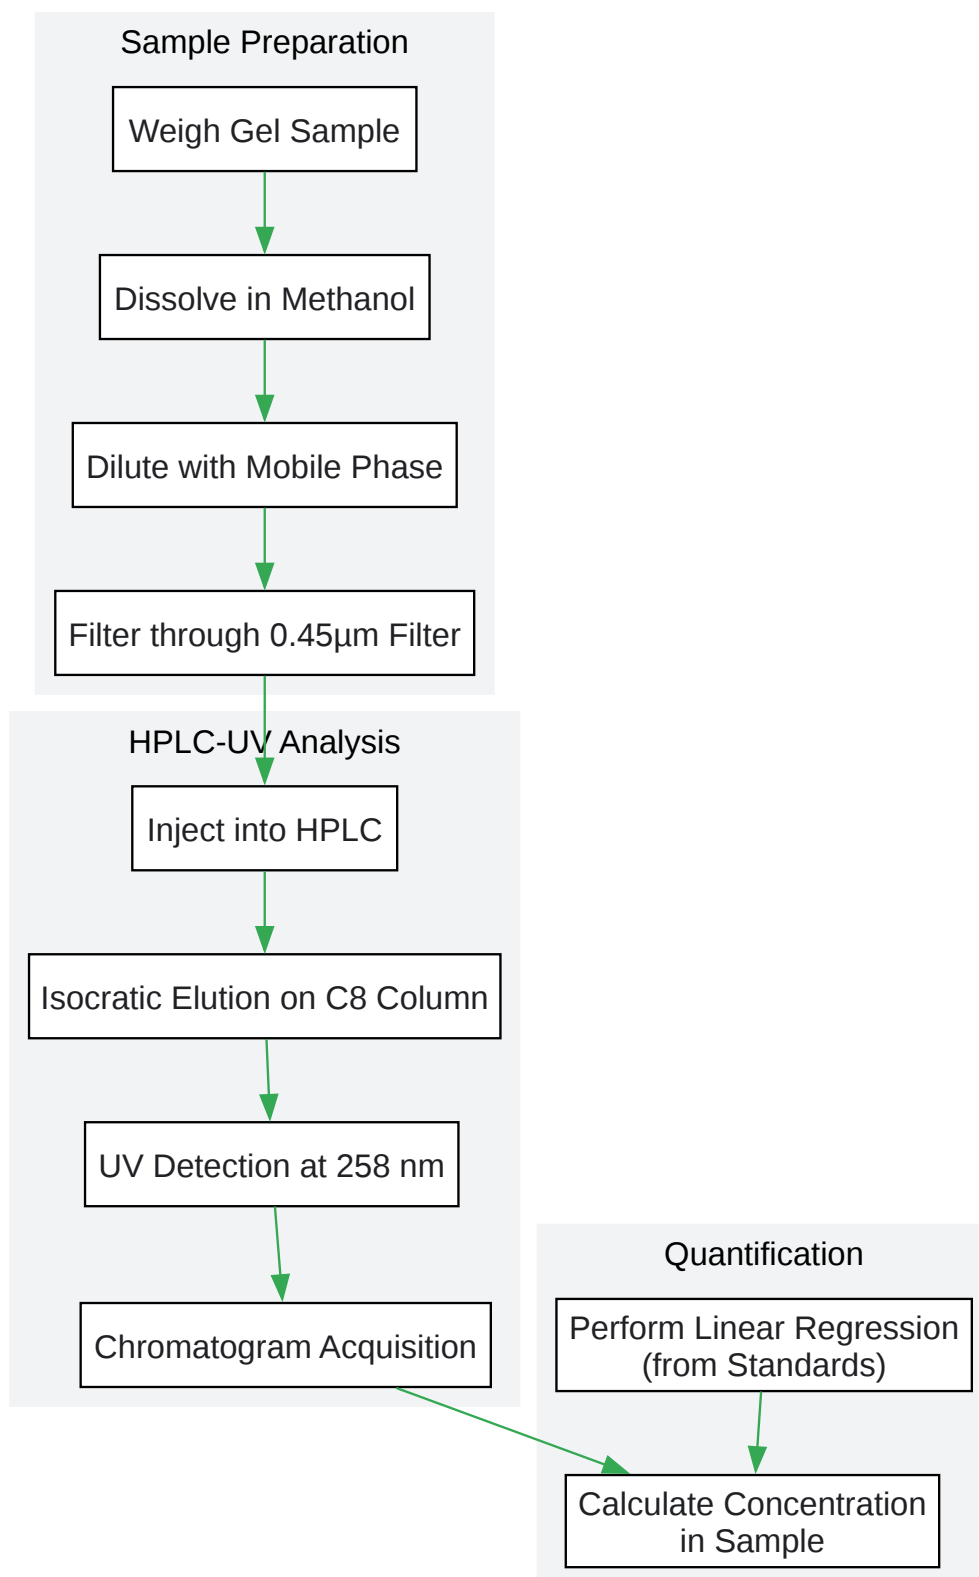 Sample Preparation
Weigh Gel Sample
Dissolve in Methanol
Dilute with Mobile Phase
Filter through 0.45µm Filter
HPLC-UV Analysis
Inject into HPLC
Isocratic Elution on C8 Column
UV Detection at 258 nm
Chromatogram Acquisition
Quantification
Perform Linear Regression
(from Standards)
Calculate Concentration
in Sample